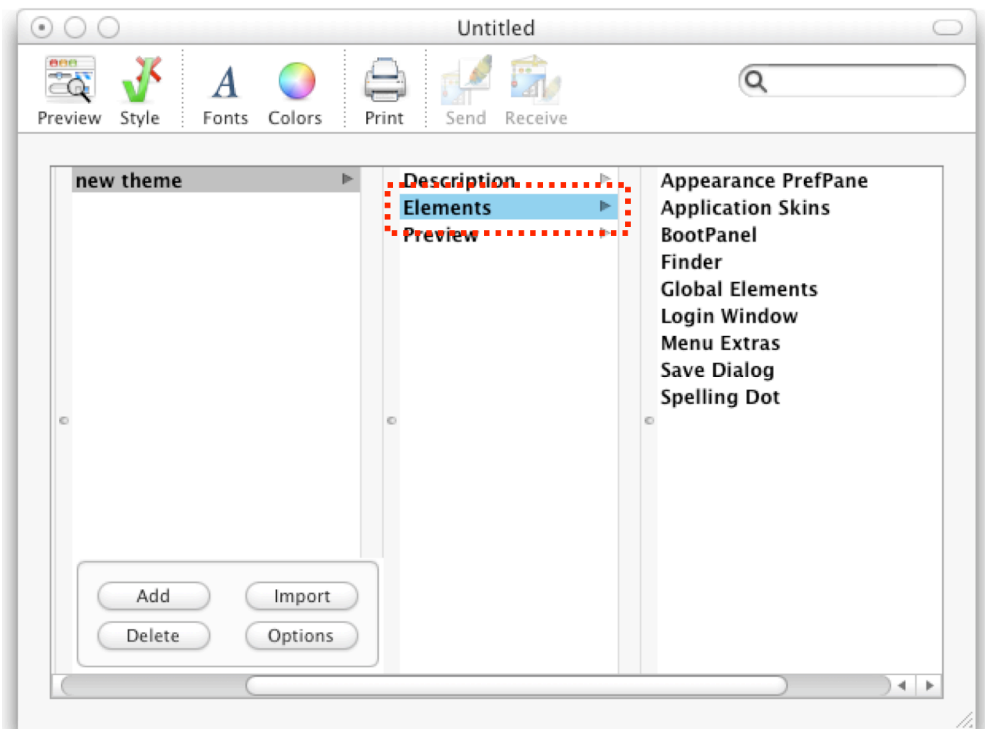 Untitled
Preview Style Fonts Colors Print Send Receive
new theme
Description
Elements
Preview
Appearance PrefPane
Application Skins
BootPanel
Finder
Global Elements
Login Window
Menu Extras
Save Dialog
Spelling Dot
Add Import
Delete Options